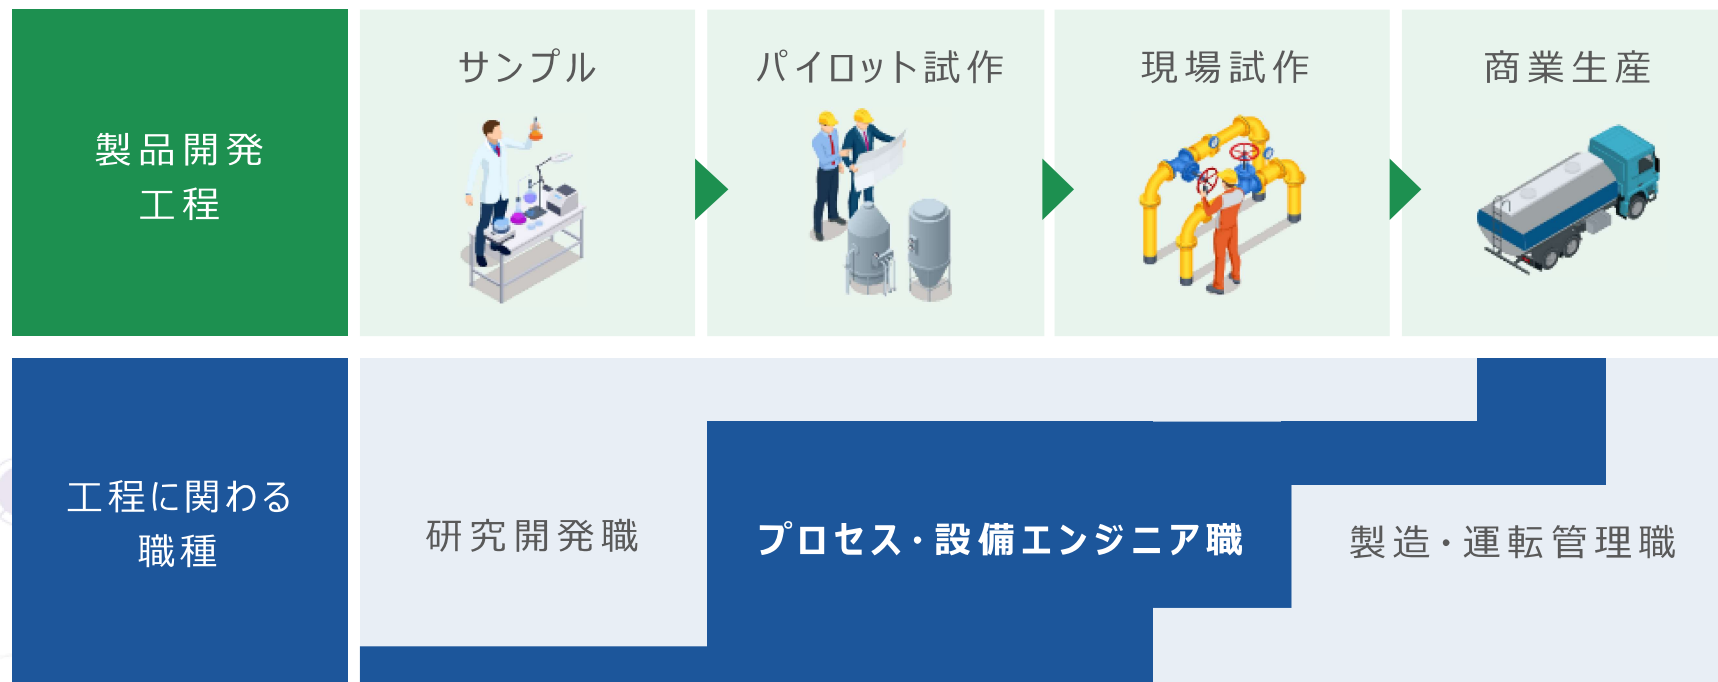 製品開発
工程
サンプル
パイロット試作
現場試作
商業生産
工程に関わる
職種
研究開発職
プロセス・設備エンジニア職
製造・運転管理職